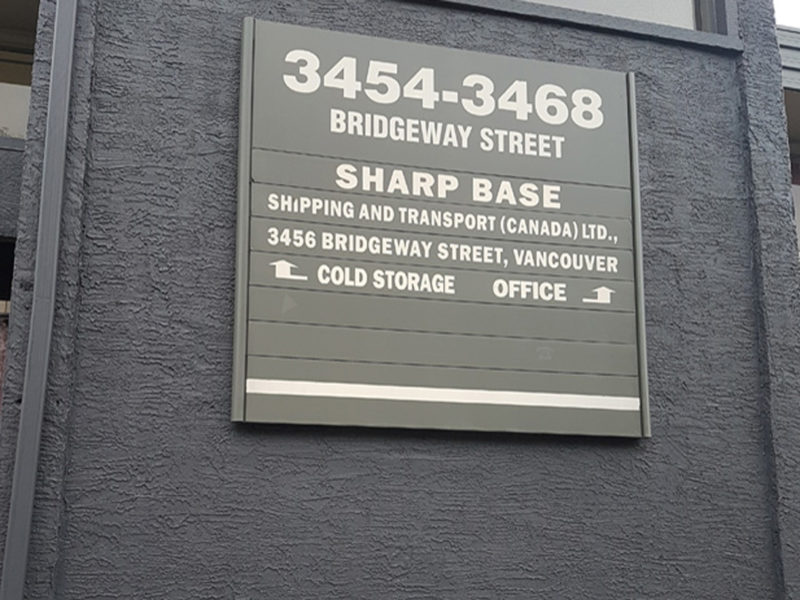 3454-3468
BRIDGEWAY STREET
SHARP BASE
SHIPPING AND TRANSPORT (CANADA) LTD.,
3456 BRIDGEWAY STREET, VANCOUVER
COLD STORAGE OFFICE